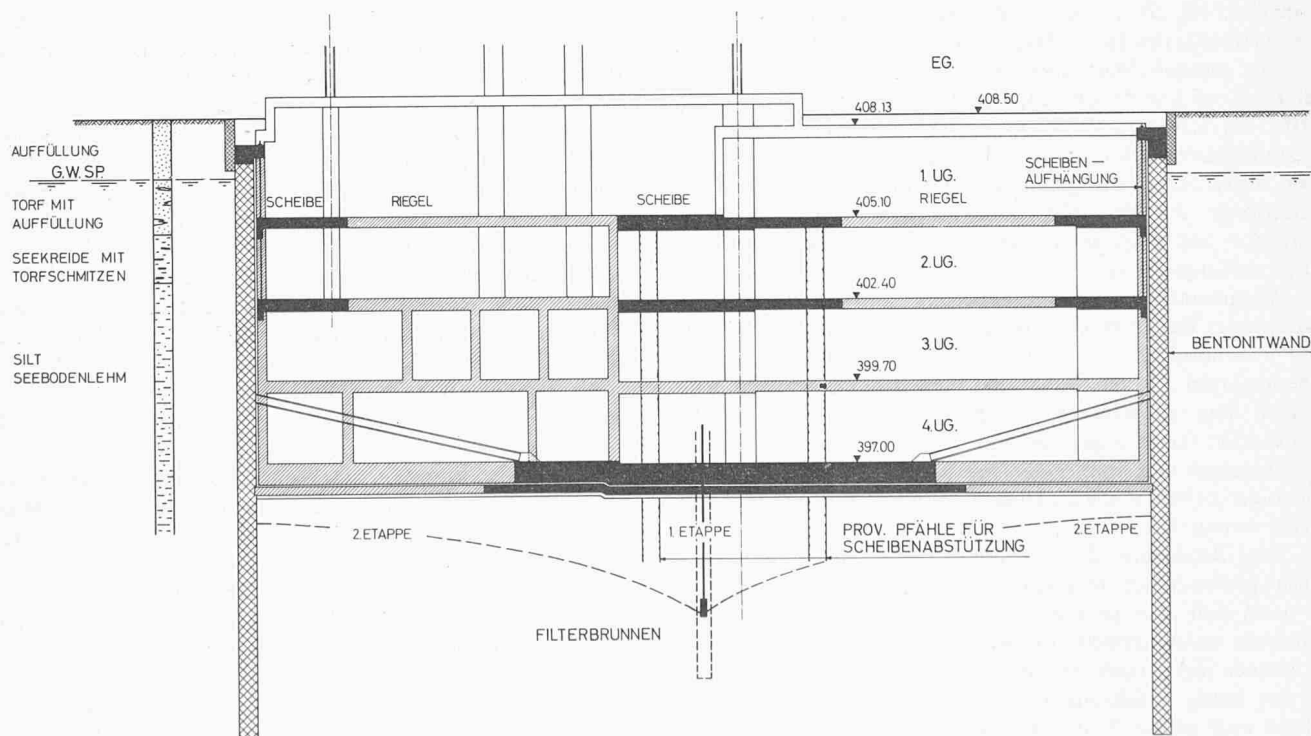 EG.
408.13
408.50
AUFFÜLLUNG
G.W. SP.
TORF MIT
AUFFÜLLUNG
SEEKREIDE MIT
TORFSCHMITZEN
SILT
SEEBODENLEHM
SCHEIBE
RIEGEL
SCHEIBE
1. UG.
RIEGEL
SCHEIBEN —
AUFHÄNGUNG
405.10
2. UG.
402.40
3. UG.
399.70
BENTONITWAND
4. UG.
397.00
2. ETAPPE
1. ETAPPE
PROV. PFÄHLE FÜR
SCHEIBENABSTÜTZUNG
2. ETAPPE
FILTERBRUNNEN